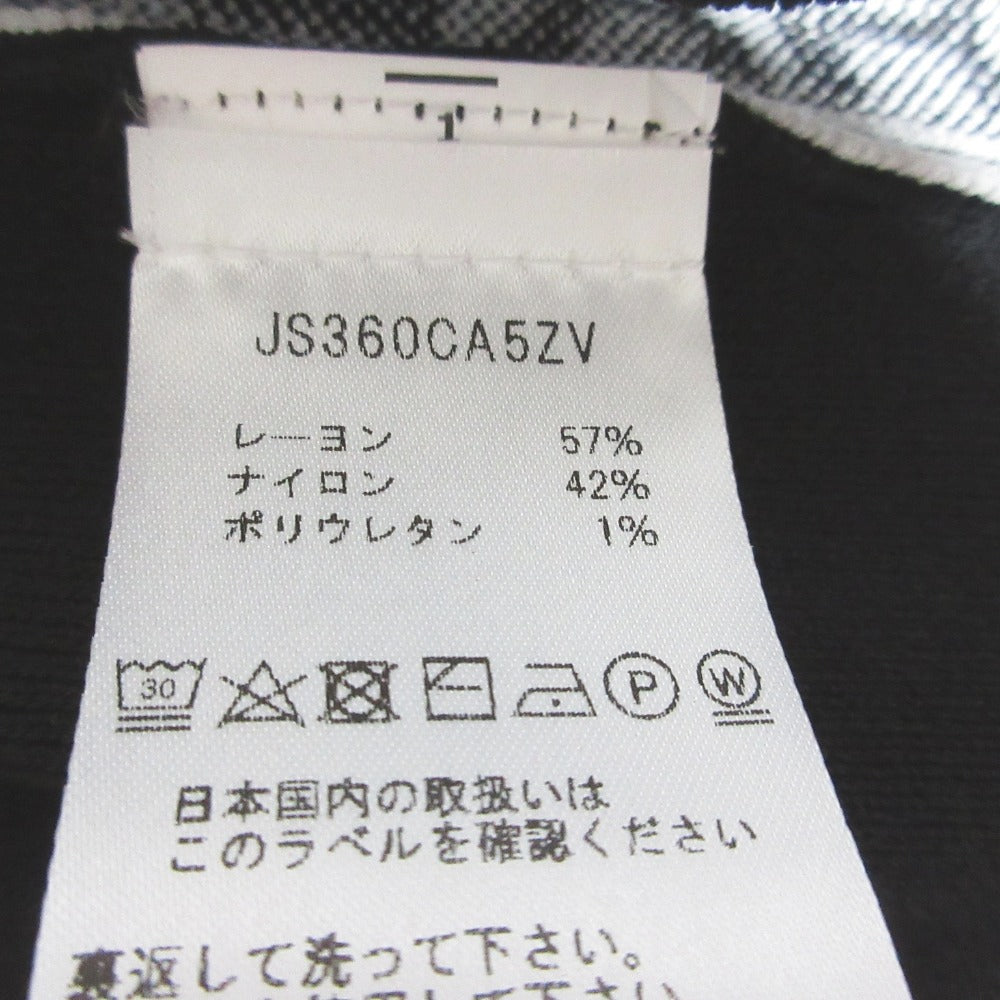 1
JS360CA5ZV
レーヨン 57%
ナイロン 42%
ポリウレタン 1%
30 P W
日本国内の取扱いは
このラベルを確認ください
裏返して洗って下さい。